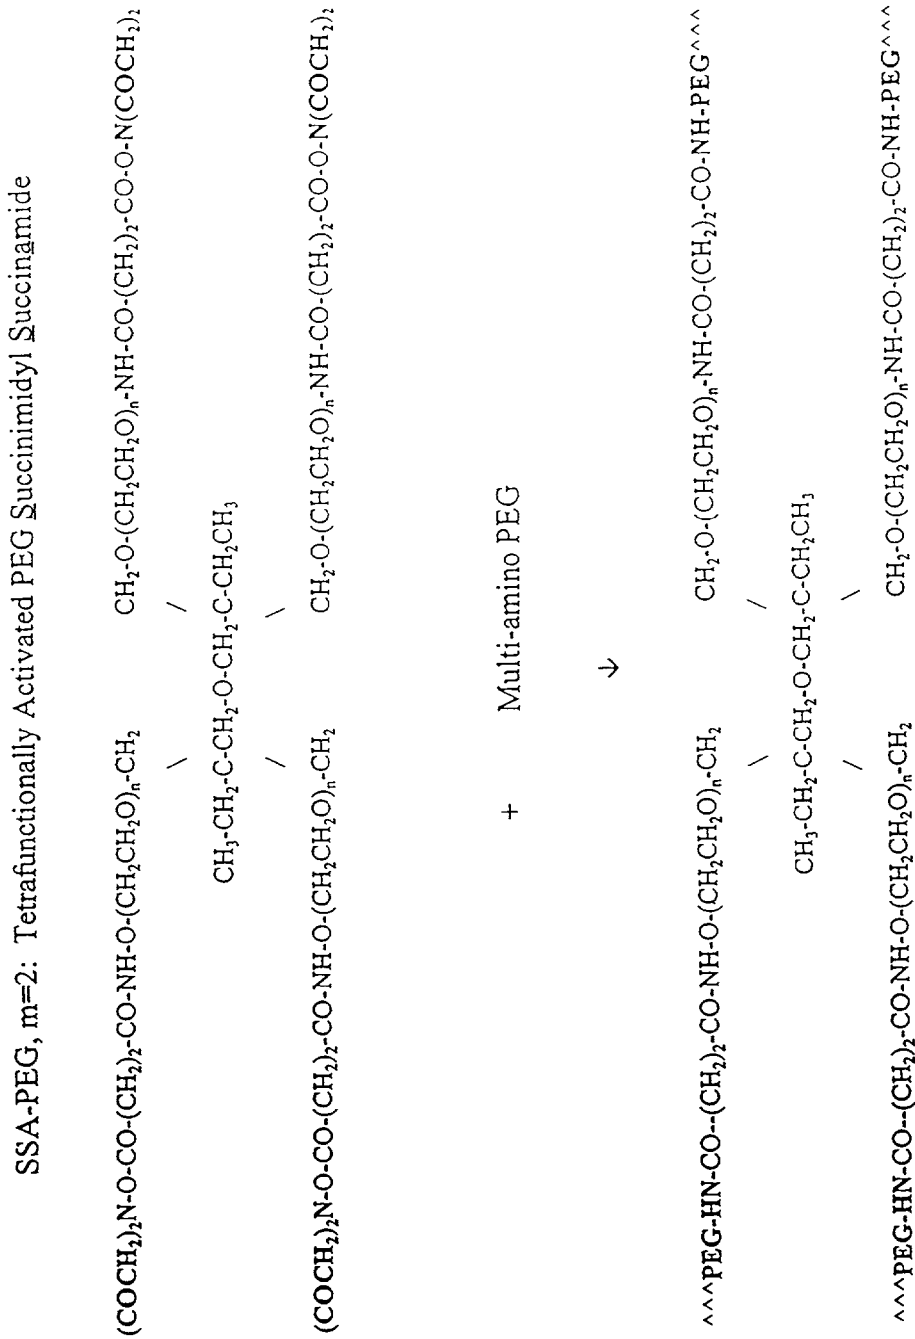 SSA-PEG, m=2: Tetrafunctionally Activated PEG Succinimidyl Succinamide
(COCH₂)₂N-O-CO-(CH₂)₂-CO-NH-O-(CH₂CH₂O)ₙ-CH₂ CH₂-O-(CH₂CH₂O)ₙ-NH-CO-(CH₂)₂-CO-O-N(COCH₂)₂
\ /
CH₃-CH₂-C-CH₂-O-CH₂-C-CH₂CH₃
/ \
(COCH₂)₂N-O-CO-(CH₂)₂-CO-NH-O-(CH₂CH₂O)ₙ-CH₂ CH₂-O-(CH₂CH₂O)ₙ-NH-CO-(CH₂)₂-CO-O-N(COCH₂)₂
+ Multi-amino PEG
↓
^^^PEG-HN-CO--(CH₂)₂-CO-NH-O-(CH₂CH₂O)ₙ-CH₂ CH₂-O-(CH₂CH₂O)ₙ-NH-CO-(CH₂)₂-CO-NH-PEG^^^
\ /
CH₃-CH₂-C-CH₂-O-CH₂-C-CH₂CH₃
/ \
^^^PEG-HN-CO--(CH₂)₂-CO-NH-O-(CH₂CH₂O)ₙ-CH₂ CH₂-O-(CH₂CH₂O)ₙ-NH-CO-(CH₂)₂-CO-NH-PEG^^^